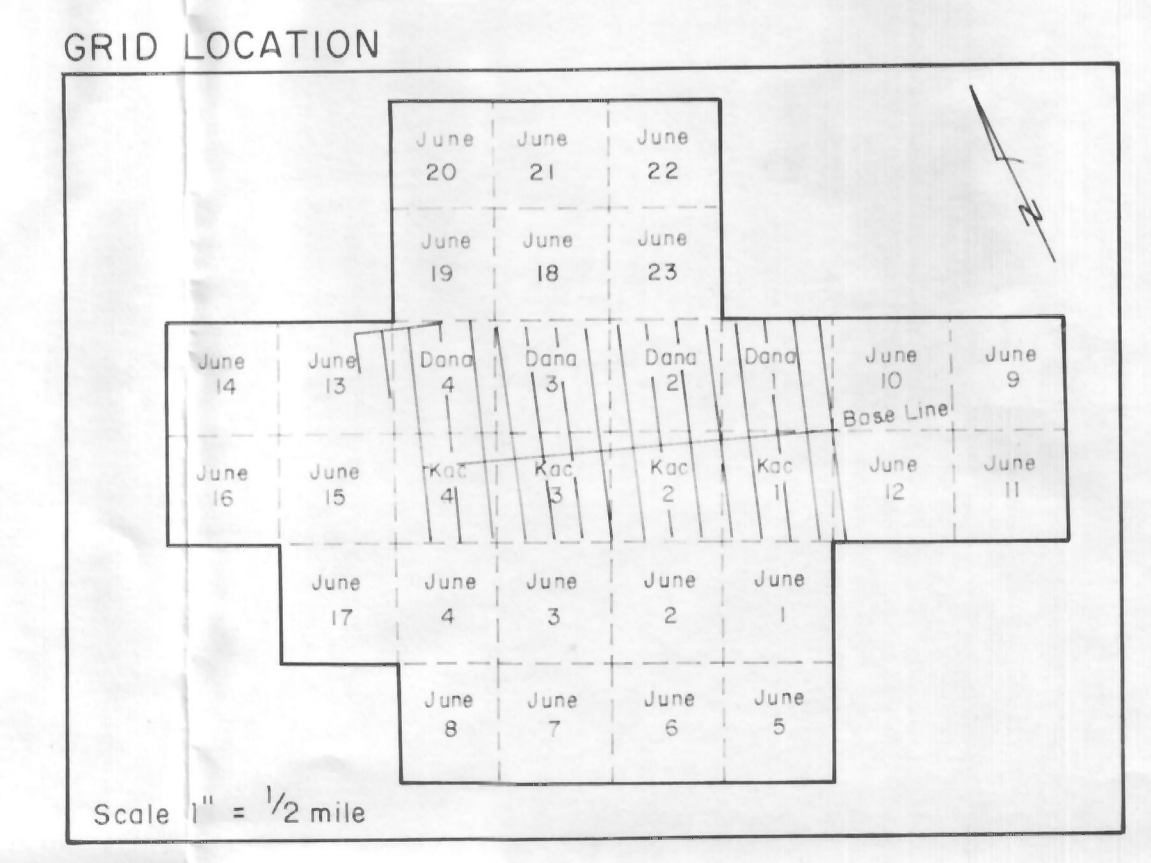 GRID LOCATION
June June June
20 21 22
June June June
19 18 23
June June Dana Dana Dana Dana June June
14 13 4 3 2 1 10 9
Base Line
June June Kac Kac Kac Kac June June
16 15 4 3 2 1 12 11
June June June June June
17 4 3 2 1
June June June June
8 7 6 5
Scale 1" = 1/2 mile
N